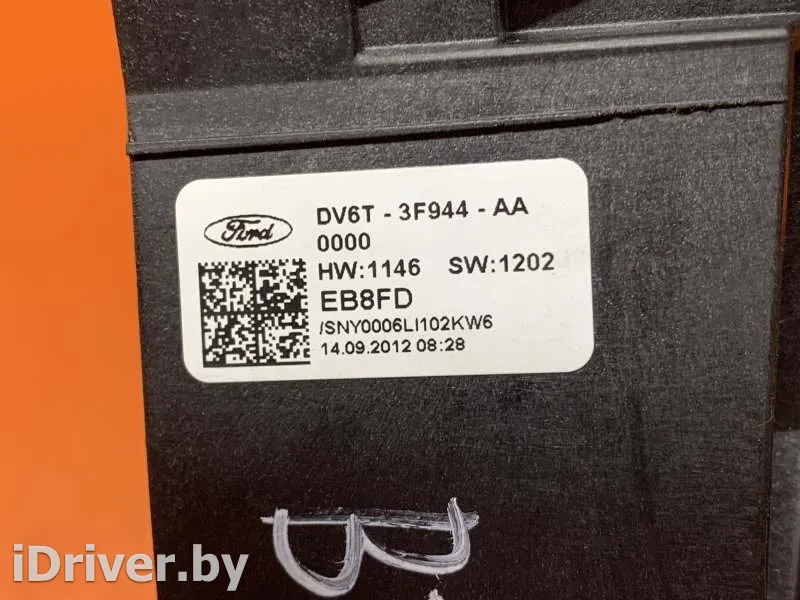 Ford
DV6T - 3F944 - AA
0000
HW:1146 SW:1202
EB8FD
/SNY0006LI102KW6
14.09.2012 08:28
B
iDriver.by